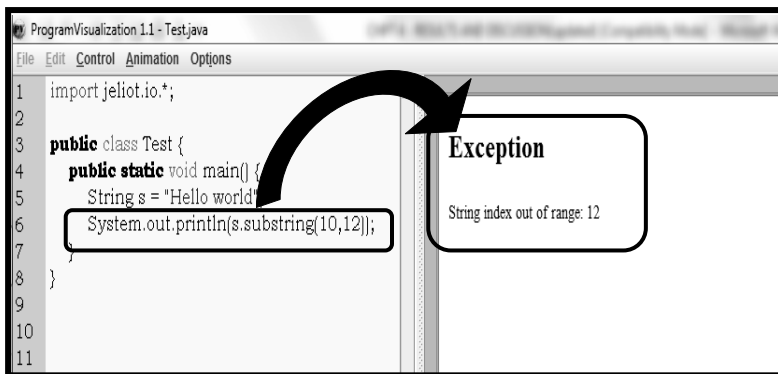 ProgramVisualization 1.1 - Test.java
File Edit Control Animation Options
1 import jeliot.io.*;
2
3 public class Test {
4 public static void main() {
5 String s = "Hello world"
6 System.out.println(s.substring(10,12));
7 }
8 }
9
10
11
Exception
String index out of range: 12